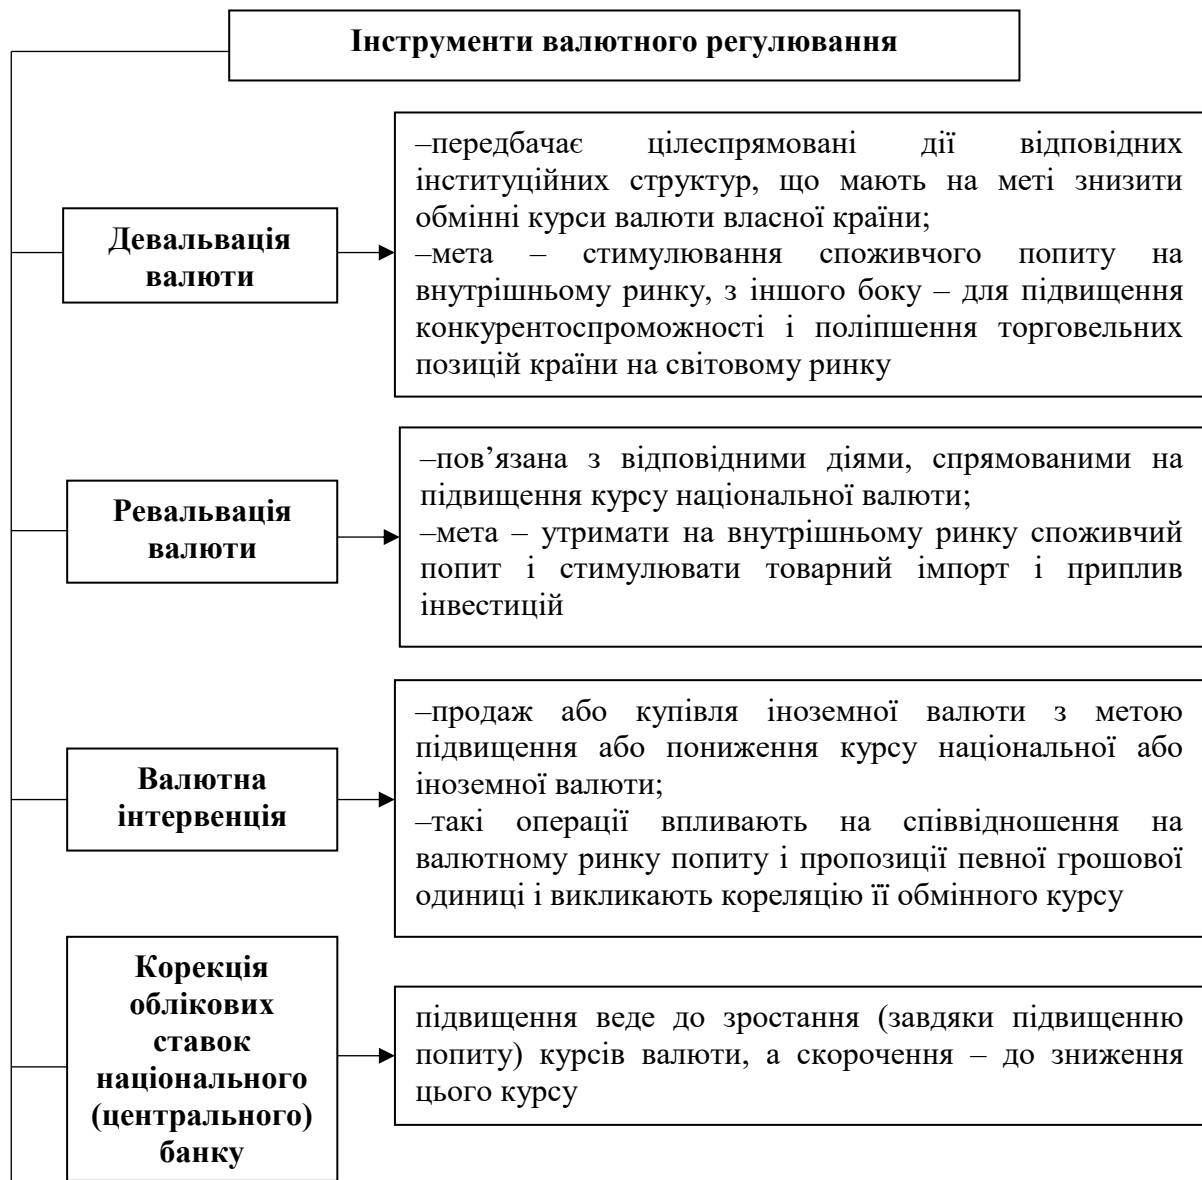 Інструменти валютного регулювання
Девальвація
валюти
–передбачає цілеспрямовані дії відповідних
інституційних структур, що мають на меті знизити
обмінні курси валюти власної країни;
–мета – стимулювання споживчого попиту на
внутрішньому ринку, з іншого боку – для підвищення
конкурентоспроможності і поліпшення торговельних
позицій країни на світовому ринку
Ревальвація
валюти
–пов’язана з відповідними діями, спрямованими на
підвищення курсу національної валюти;
–мета – утримати на внутрішньому ринку споживчий
попит і стимулювати товарний імпорт і приплив
інвестицій
Валютна
інтервенція
–продаж або купівля іноземної валюти з метою
підвищення або пониження курсу національної або
іноземної валюти;
–такі операції впливають на співвідношення на
валютному ринку попиту і пропозиції певної грошової
одиниці і викликають кореляцію її обмінного курсу
Корекція
облікових
ставок
національного
(центрального)
банку
підвищення веде до зростання (завдяки підвищенню
попиту) курсів валюти, а скорочення – до зниження
цього курсу